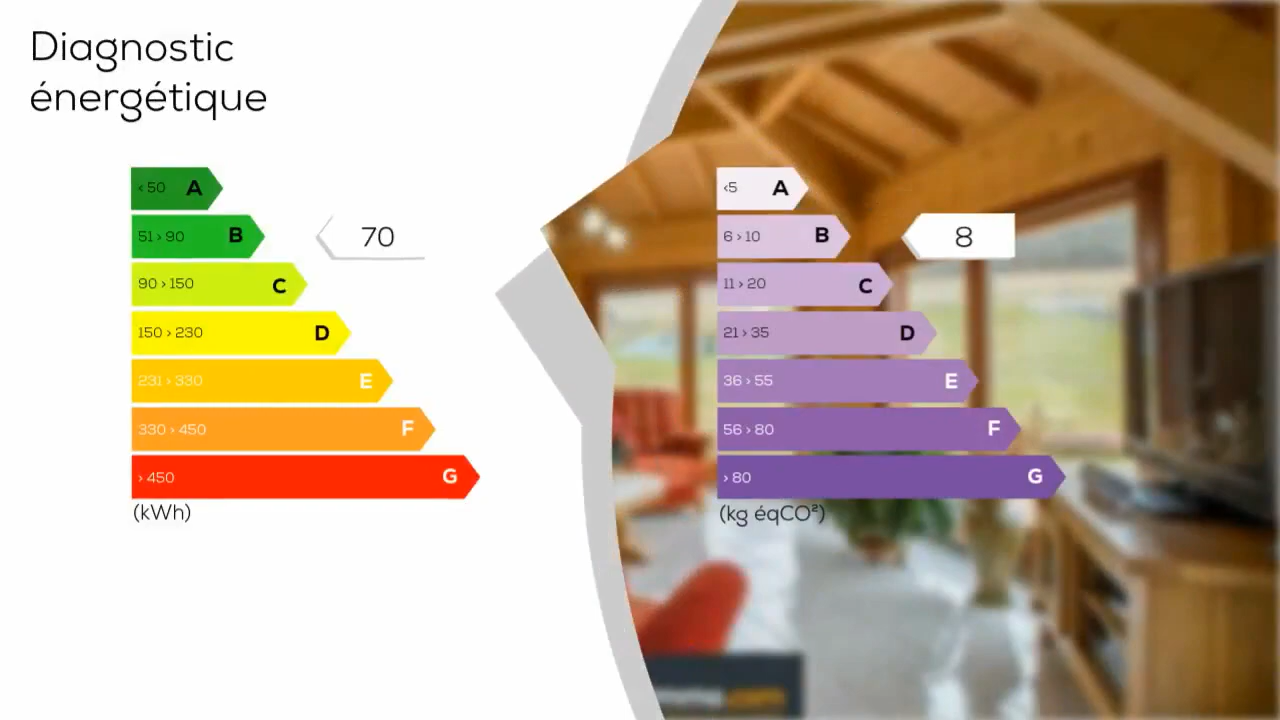 Diagnostic
énergétique
< 50 A
51 > 90 B
70
90 > 150 C
150 > 230 D
231 > 330 E
330 > 450 F
> 450 G
(kWh)
<5 A
6 > 10 B
8
11 > 20 C
21 > 35 D
36 > 55 E
56 > 80 F
> 80 G
(kg éqCO²)